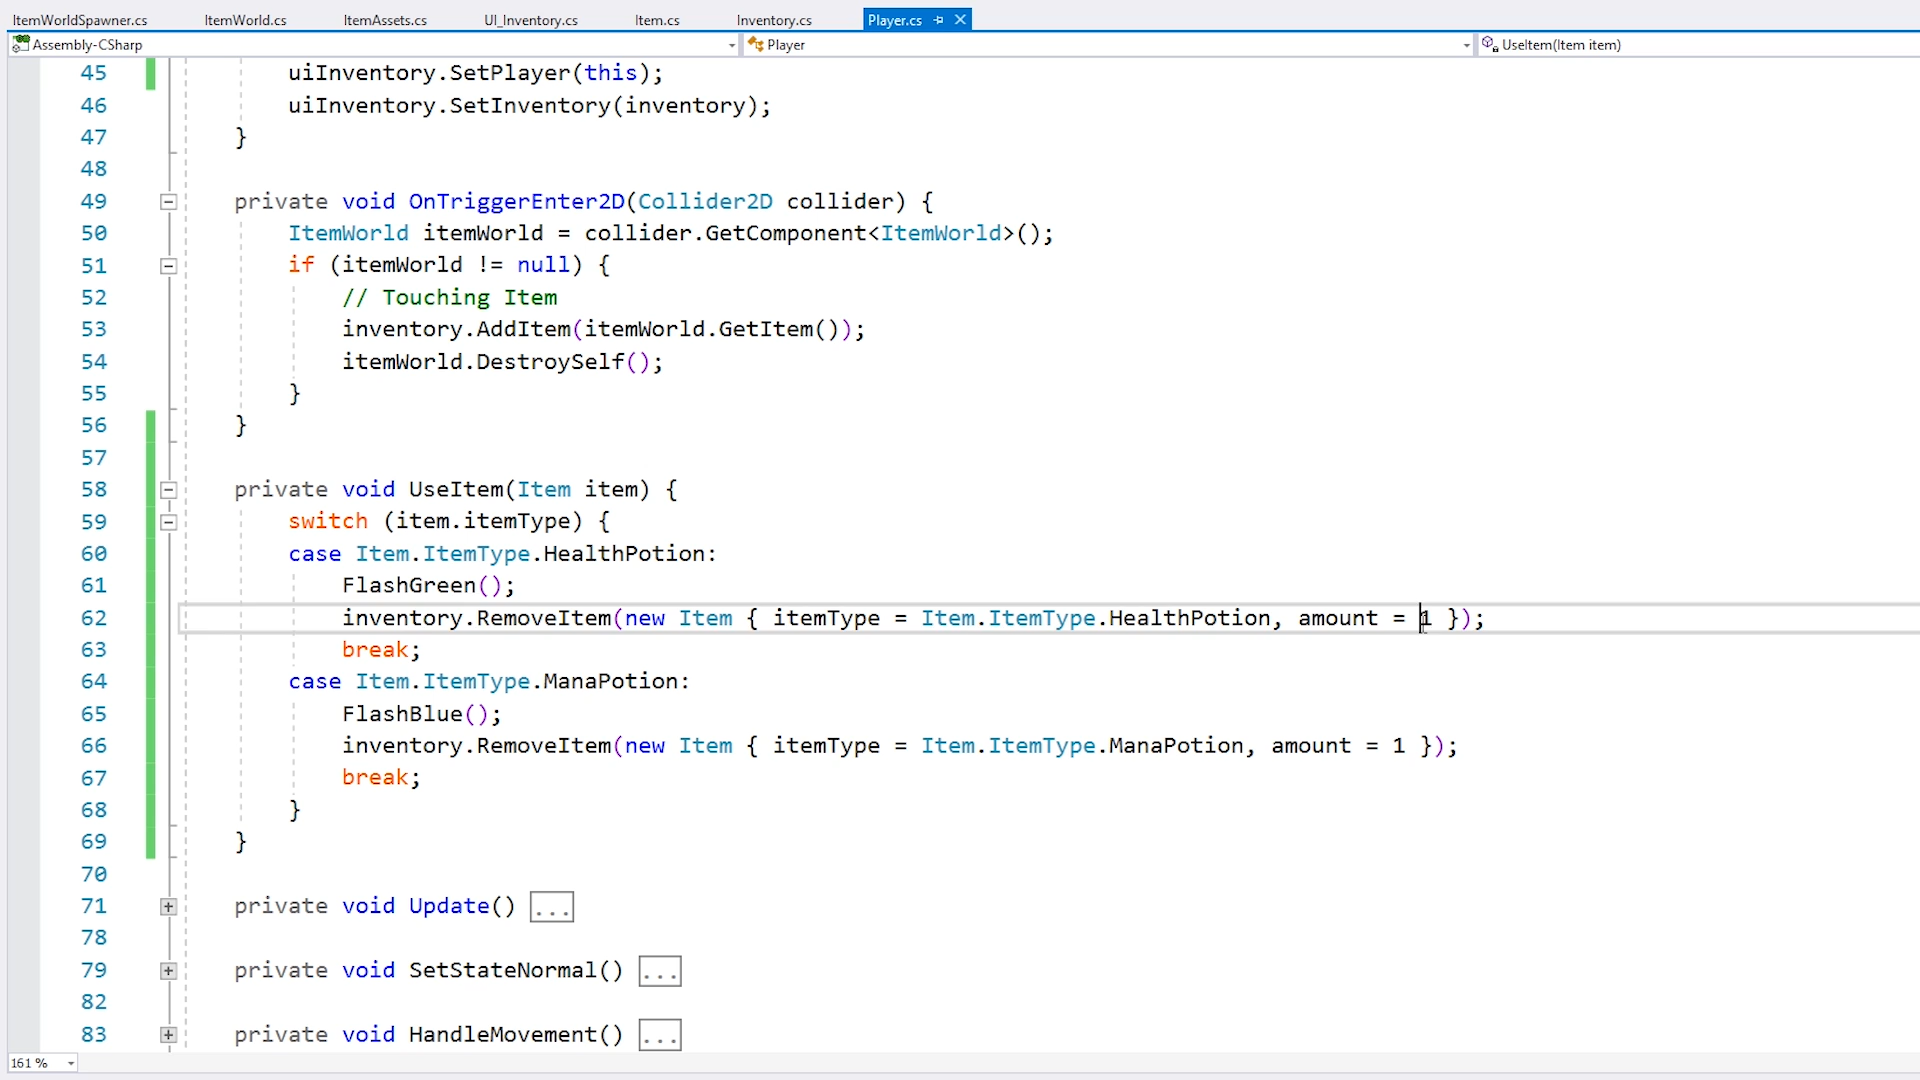 ItemWorldSpawner.cs ItemWorld.cs ItemAssets.cs UI_Inventory.cs Item.cs Inventory.cs Player.cs
Assembly-CSharp Player UseItem(Item item)
45 uiInventory.SetPlayer(this);
46 uiInventory.SetInventory(inventory);
47 }
48
49 private void OnTriggerEnter2D(Collider2D collider) {
50 ItemWorld itemWorld = collider.GetComponent<ItemWorld>();
51 if (itemWorld != null) {
52 // Touching Item
53 inventory.AddItem(itemWorld.GetItem());
54 itemWorld.DestroySelf();
55 }
56 }
57
58 private void UseItem(Item item) {
59 switch (item.itemType) {
60 case Item.ItemType.HealthPotion:
61 FlashGreen();
62 inventory.RemoveItem(new Item { itemType = Item.ItemType.HealthPotion, amount = 1 });
63 break;
64 case Item.ItemType.ManaPotion:
65 FlashBlue();
66 inventory.RemoveItem(new Item { itemType = Item.ItemType.ManaPotion, amount = 1 });
67 break;
68 }
69 }
70
71 private void Update() ...
78
79 private void SetStateNormal() ...
82
83 private void HandleMovement() ...
161 %